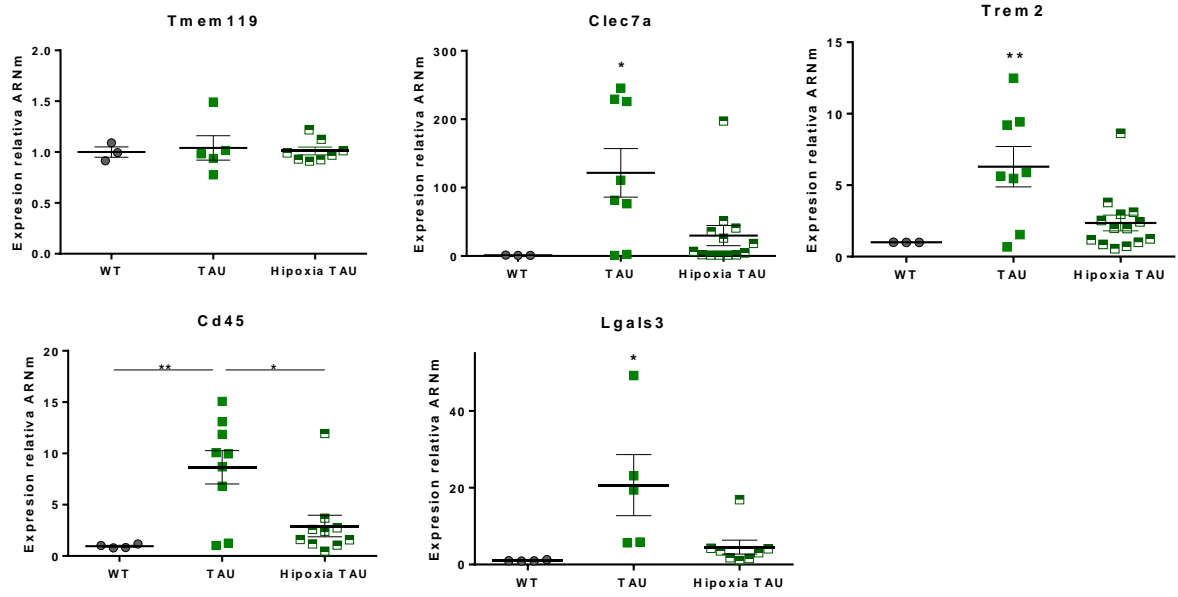 Tmem119
Expresion relativa ARNm
2.0
1.5
1.0
0.5
0.0
WT
TAU
Hipoxia TAU
Clec7a
Expresion relativa ARNm
300
200
100
0
*
WT
TAU
Hipoxia TAU
Trem2
Expresion relativa ARNm
15
10
5
0
**
WT
TAU
Hipoxia TAU
Cd45
Expresion relativa ARNm
20
15
10
5
0
**
*
WT
TAU
Hipoxia TAU
Lgals3
Expresion relativa ARNm
40
20
0
*
WT
TAU
Hipoxia TAU